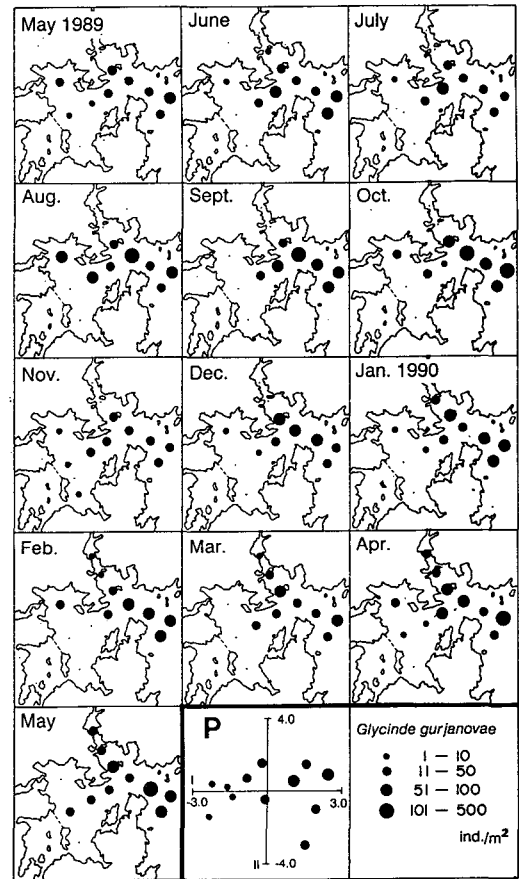 May 1989
June
July
Aug.
Sept.
Oct.
Nov.
Dec.
Jan. 1990
Feb.
Mar.
Apr.
May
P
4.0
I
-3.0
3.0
II
-4.0
Glycinde gurjanovae
1 – 10
11 – 50
51 – 100
101 – 500
ind./m²